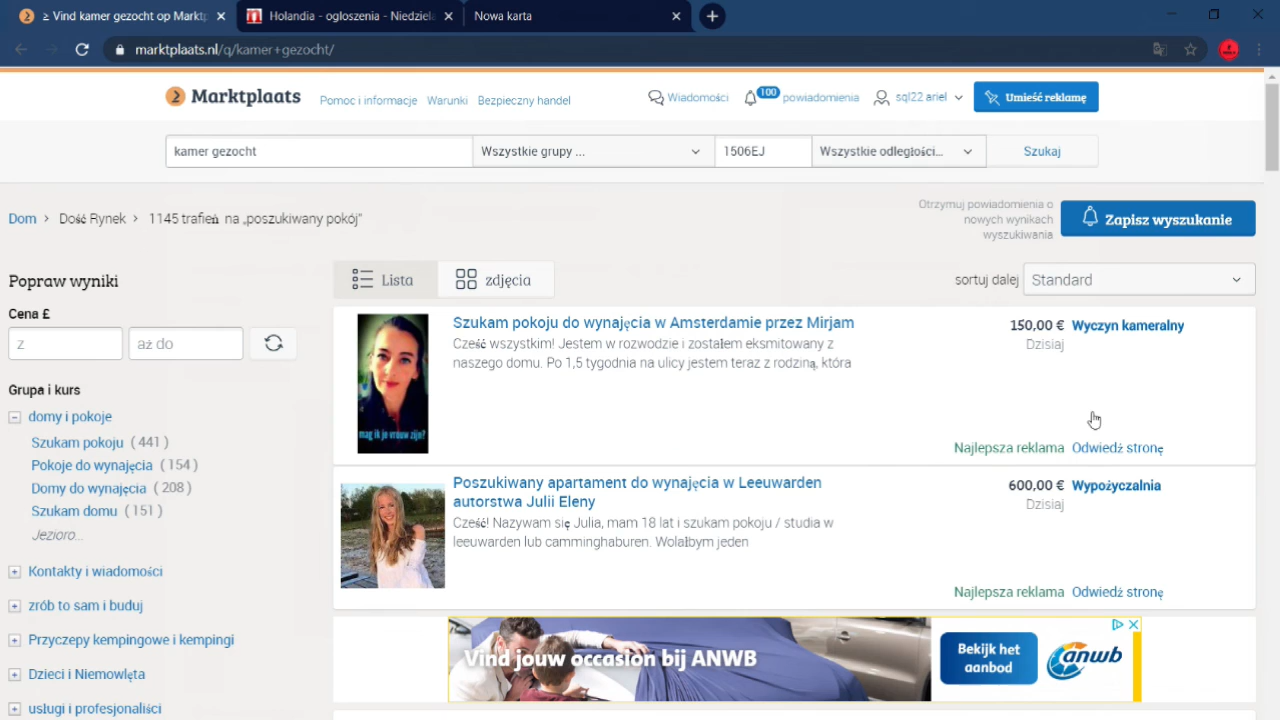 ≥ Vind kamer gezocht op Marktp
Holandia - ogloszenia - Niedziela
Nowa karta
marktplaats.nl/q/kamer+gezocht/
Marktplaats
Pomoc i informacje
Warunki
Bezpieczny handel
Wiadomości
100
powiadomienia
sql22 ariel
Umieść reklamę
kamer gezocht
Wszystkie grupy ...
1506EJ
Wszystkie odległości...
Szukaj
Dom > Dość Rynek > 1145 trafień na „poszukiwany pokój"
Otrzymuj powiadomienia o
nowych wynikach
wyszukiwania
Zapisz wyszukanie
Popraw wyniki
Lista
zdjęcia
sortuj dalej
Standard
Cena £
z
aż do
Grupa i kurs
domy i pokoje
Szukam pokoju ( 441 )
Pokoje do wynajęcia ( 154 )
Domy do wynajęcia ( 208 )
Szukam domu ( 151 )
Jezioro...
Kontakty i wiadomości
zrób to sam i buduj
Przyczepy kempingowe i kempingi
Dzieci i Niemowlęta
usługi i profesjonaliści
Szukam pokoju do wynajęcia w Amsterdamie przez Mirjam
Cześć wszystkim! Jestem w rozwodzie i zostałem eksmitowany z
naszego domu. Po 1,5 tygodnia na ulicy jestem teraz z rodziną, która
150,00 € Wyczyn kameralny
Dzisiaj
mag ik je vrouw zijn?
Najlepsza reklama Odwiedź stronę
Poszukiwany apartament do wynajęcia w Leeuwarden
autorstwa Julii Eleny
Cześć! Nazywam się Julia, mam 18 lat i szukam pokoju / studia w
leeuwarden lub camminghaburen. Wolałbym jeden
600,00 € Wypożyczalnia
Dzisiaj
Najlepsza reklama Odwiedź stronę
Vind jouw occasion bij ANWB
Bekijk het
aanbod
anwb